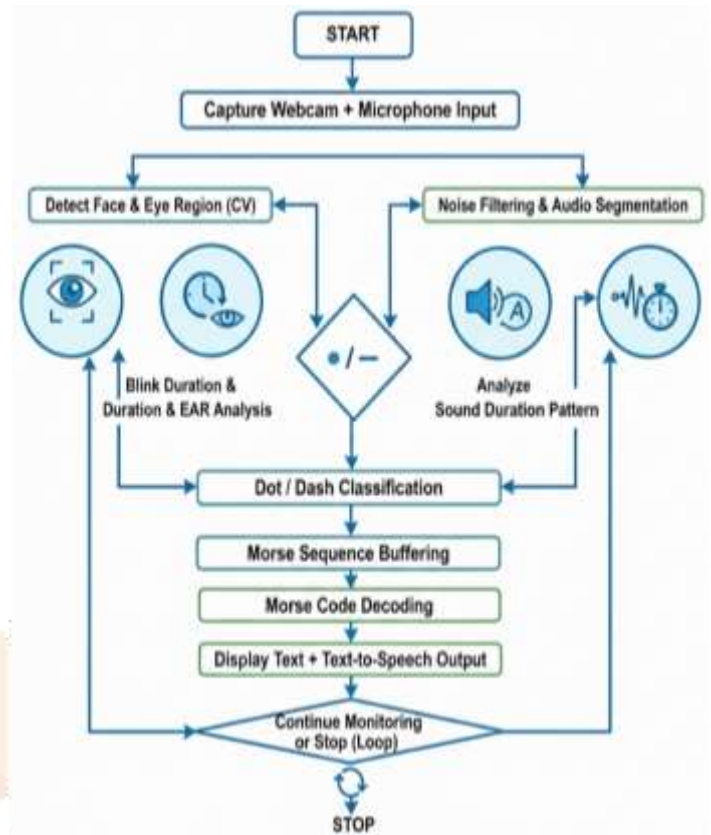 START
Capture Webcam + Microphone Input
Detect Face & Eye Region (CV)
Noise Filtering & Audio Segmentation
A
• / –
Blink Duration &
Duration & EAR Analysis
Analyze
Sound Duration Pattern
Dot / Dash Classification
Morse Sequence Buffering
Morse Code Decoding
Display Text + Text-to-Speech Output
Continue Monitoring
or Stop (Loop)
STOP